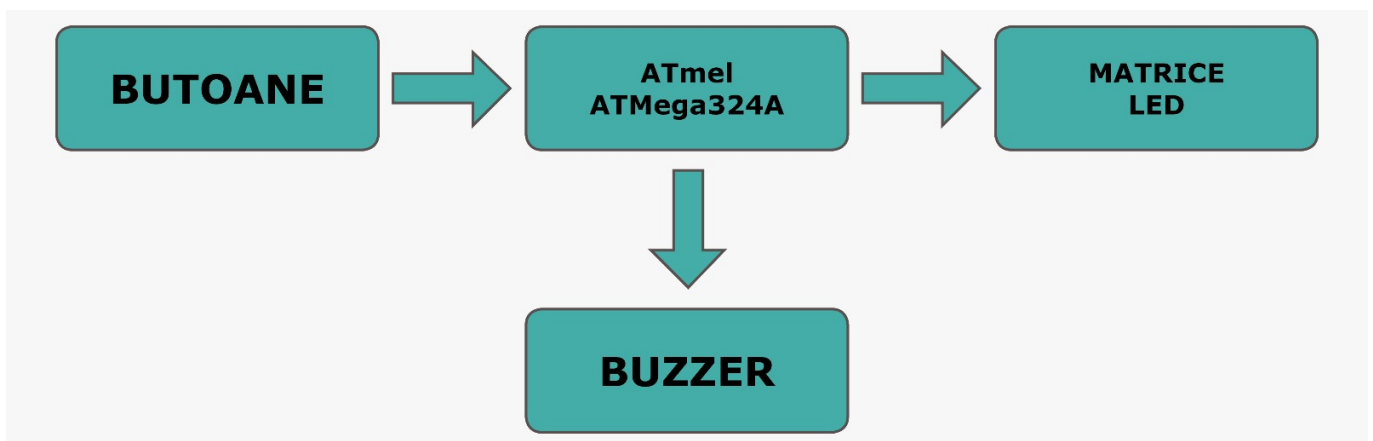 BUTOANE
ATmel
ATMega324A
MATRICE
LED
BUZZER